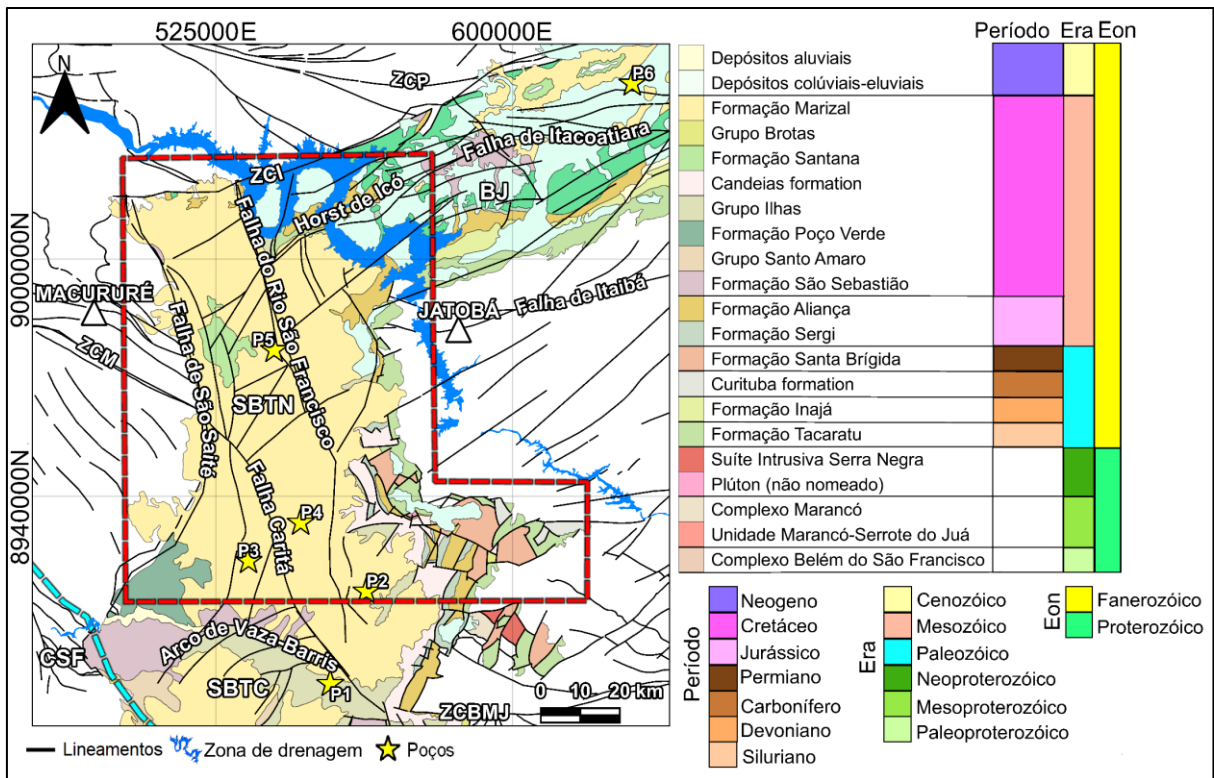 525000E
600000E
Período Era Eon
N
ZCP
P6
Falha de Itacoatiara
ZCI
Horst de Icó
BJ
9000000N
Falha do Rio São Francisco
MACURURÉ
JATOBÁ
Falha de Itaibá
ZCM
Falha de São Saité
P5
SBTN
8940000N
Falha Caritá
P4
P3
P2
CSF
Arco de Vaza-Barris
SBTC
P1
ZCBMJ
0 10 20 km
Lineamentos
Zona de drenagem
Poços
Depósitos aluviais
Depósitos colúviais-eluviais
Formação Marizal
Grupo Brotas
Formação Santana
Candeias formation
Grupo Ilhas
Formação Poço Verde
Grupo Santo Amaro
Formação São Sebastião
Formação Aliança
Formação Sergi
Formação Santa Brígida
Curituba formation
Formação Inajá
Formação Tacaratu
Suíte Intrusiva Serra Negra
Plúton (não nomeado)
Complexo Marancó
Unidade Marancó-Serrote do Juá
Complexo Belém do São Francisco
Período
Neogeno
Cretáceo
Jurássico
Permiano
Carbonífero
Devoniano
Siluriano
Era
Cenozóico
Mesozóico
Paleozóico
Neoproterozóico
Mesoproterozóico
Paleoproterozóico
Eon
Fanerozóico
Proterozóico